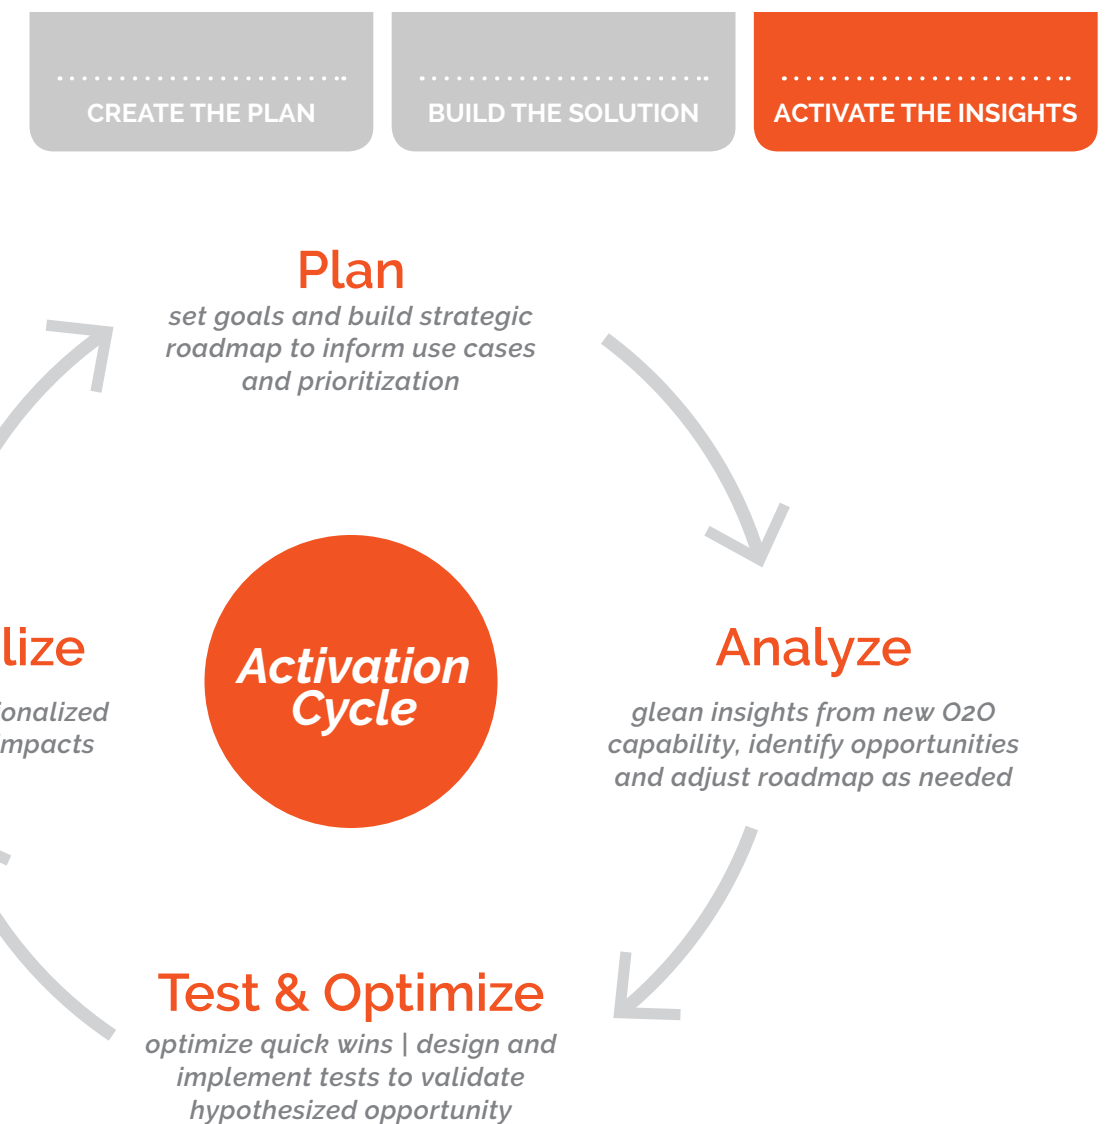 CREATE THE PLAN
BUILD THE SOLUTION
ACTIVATE THE INSIGHTS
Plan
set goals and build strategic
roadmap to inform use cases
and prioritization
Activation
Cycle
lize
ionalized
impacts
Analyze
glean insights from new O2O
capability, identify opportunities
and adjust roadmap as needed
Test & Optimize
optimize quick wins | design and
implement tests to validate
hypothesized opportunity